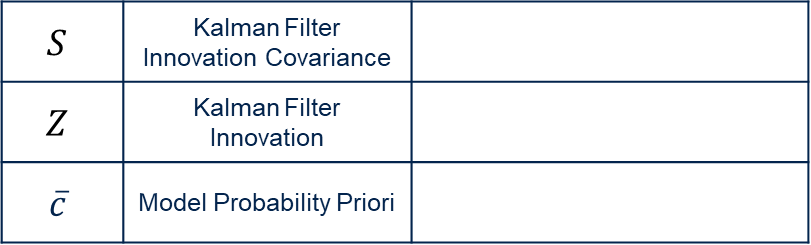 S
Kalman Filter
Innovation Covariance
Z
Kalman Filter
Innovation
c̄
Model Probability Priori